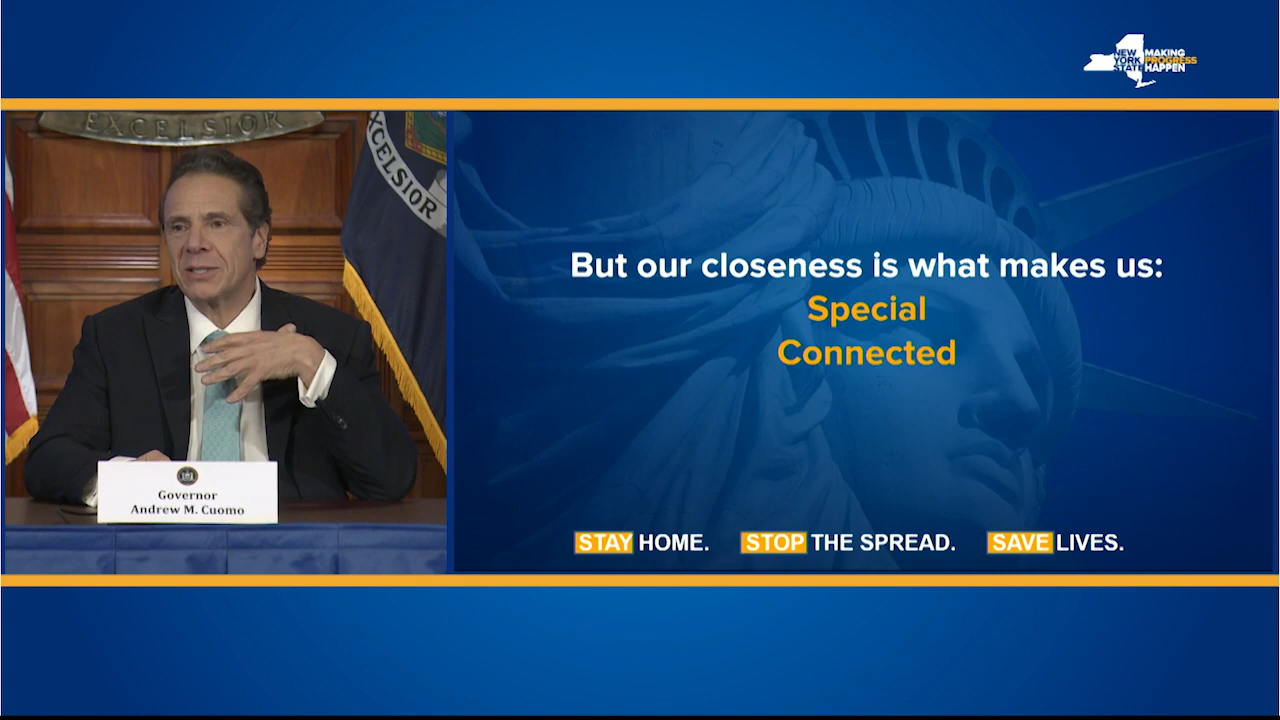 NEW
YORK
STATE
MAKING
PROGRESS
HAPPEN
EXCELSIOR
XCELSIOR
But our closeness is what makes us:
Special
Connected
Governor
Andrew M. Cuomo
STAY HOME. STOP THE SPREAD. SAVE LIVES.